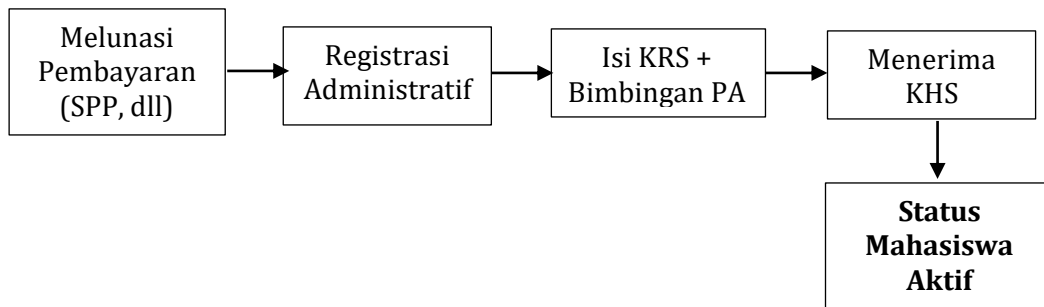 Melunasi
Pembayaran
(SPP, dll)
Registrasi
Administratif
Isi KRS +
Bimbingan PA
Menerima
KHS
Status
Mahasiswa
Aktif